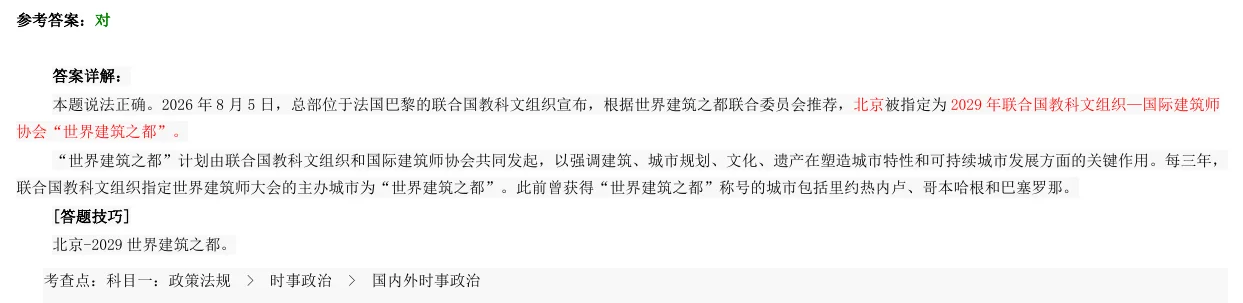 参考答案：对
答案详解：
本题说法正确。2026 年 8 月 5 日，总部位于法国巴黎的联合国教科文组织宣布，根据世界建筑之都联合委员会推荐，北京被指定为 2029 年联合国教科文组织—国际建筑师
协会“世界建筑之都”。
“世界建筑之都”计划由联合国教科文组织和国际建筑师协会共同发起，以强调建筑、城市规划、文化、遗产在塑造城市特性和可持续城市发展方面的关键作用。每三年，
联合国教科文组织指定世界建筑师大会的主办城市为“世界建筑之都”。此前曾获得“世界建筑之都”称号的城市包括里约热内卢、哥本哈根和巴塞罗那。
[答题技巧]
北京-2029 世界建筑之都。
考查点：科目一：政策法规 > 时事政治 > 国内外时事政治